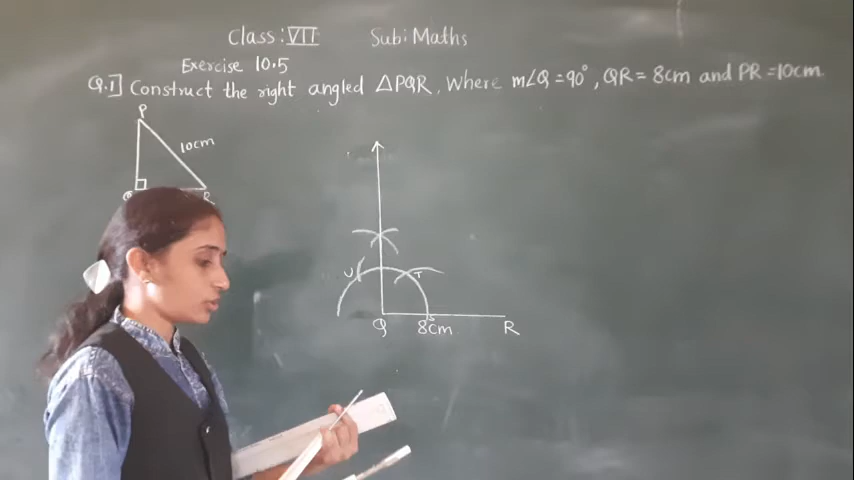 Class: VII Sub: Maths
Exercise 10.5
Q.1] Construct the right angled △PQR, Where m∠Q = 90°, QR = 8cm and PR = 10cm.
P
10cm
R
U T
S
Q 8cm R